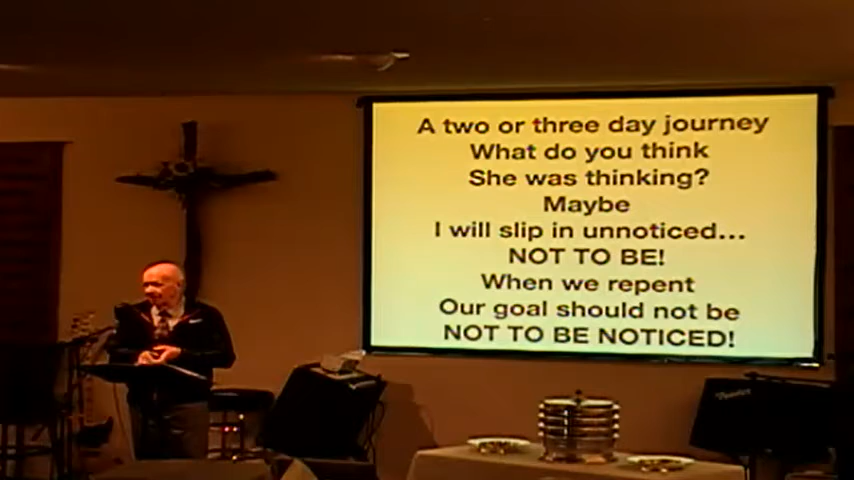 A two or three day journey
What do you think
She was thinking?
Maybe
I will slip in unnoticed...
NOT TO BE!
When we repent
Our goal should not be
NOT TO BE NOTICED!